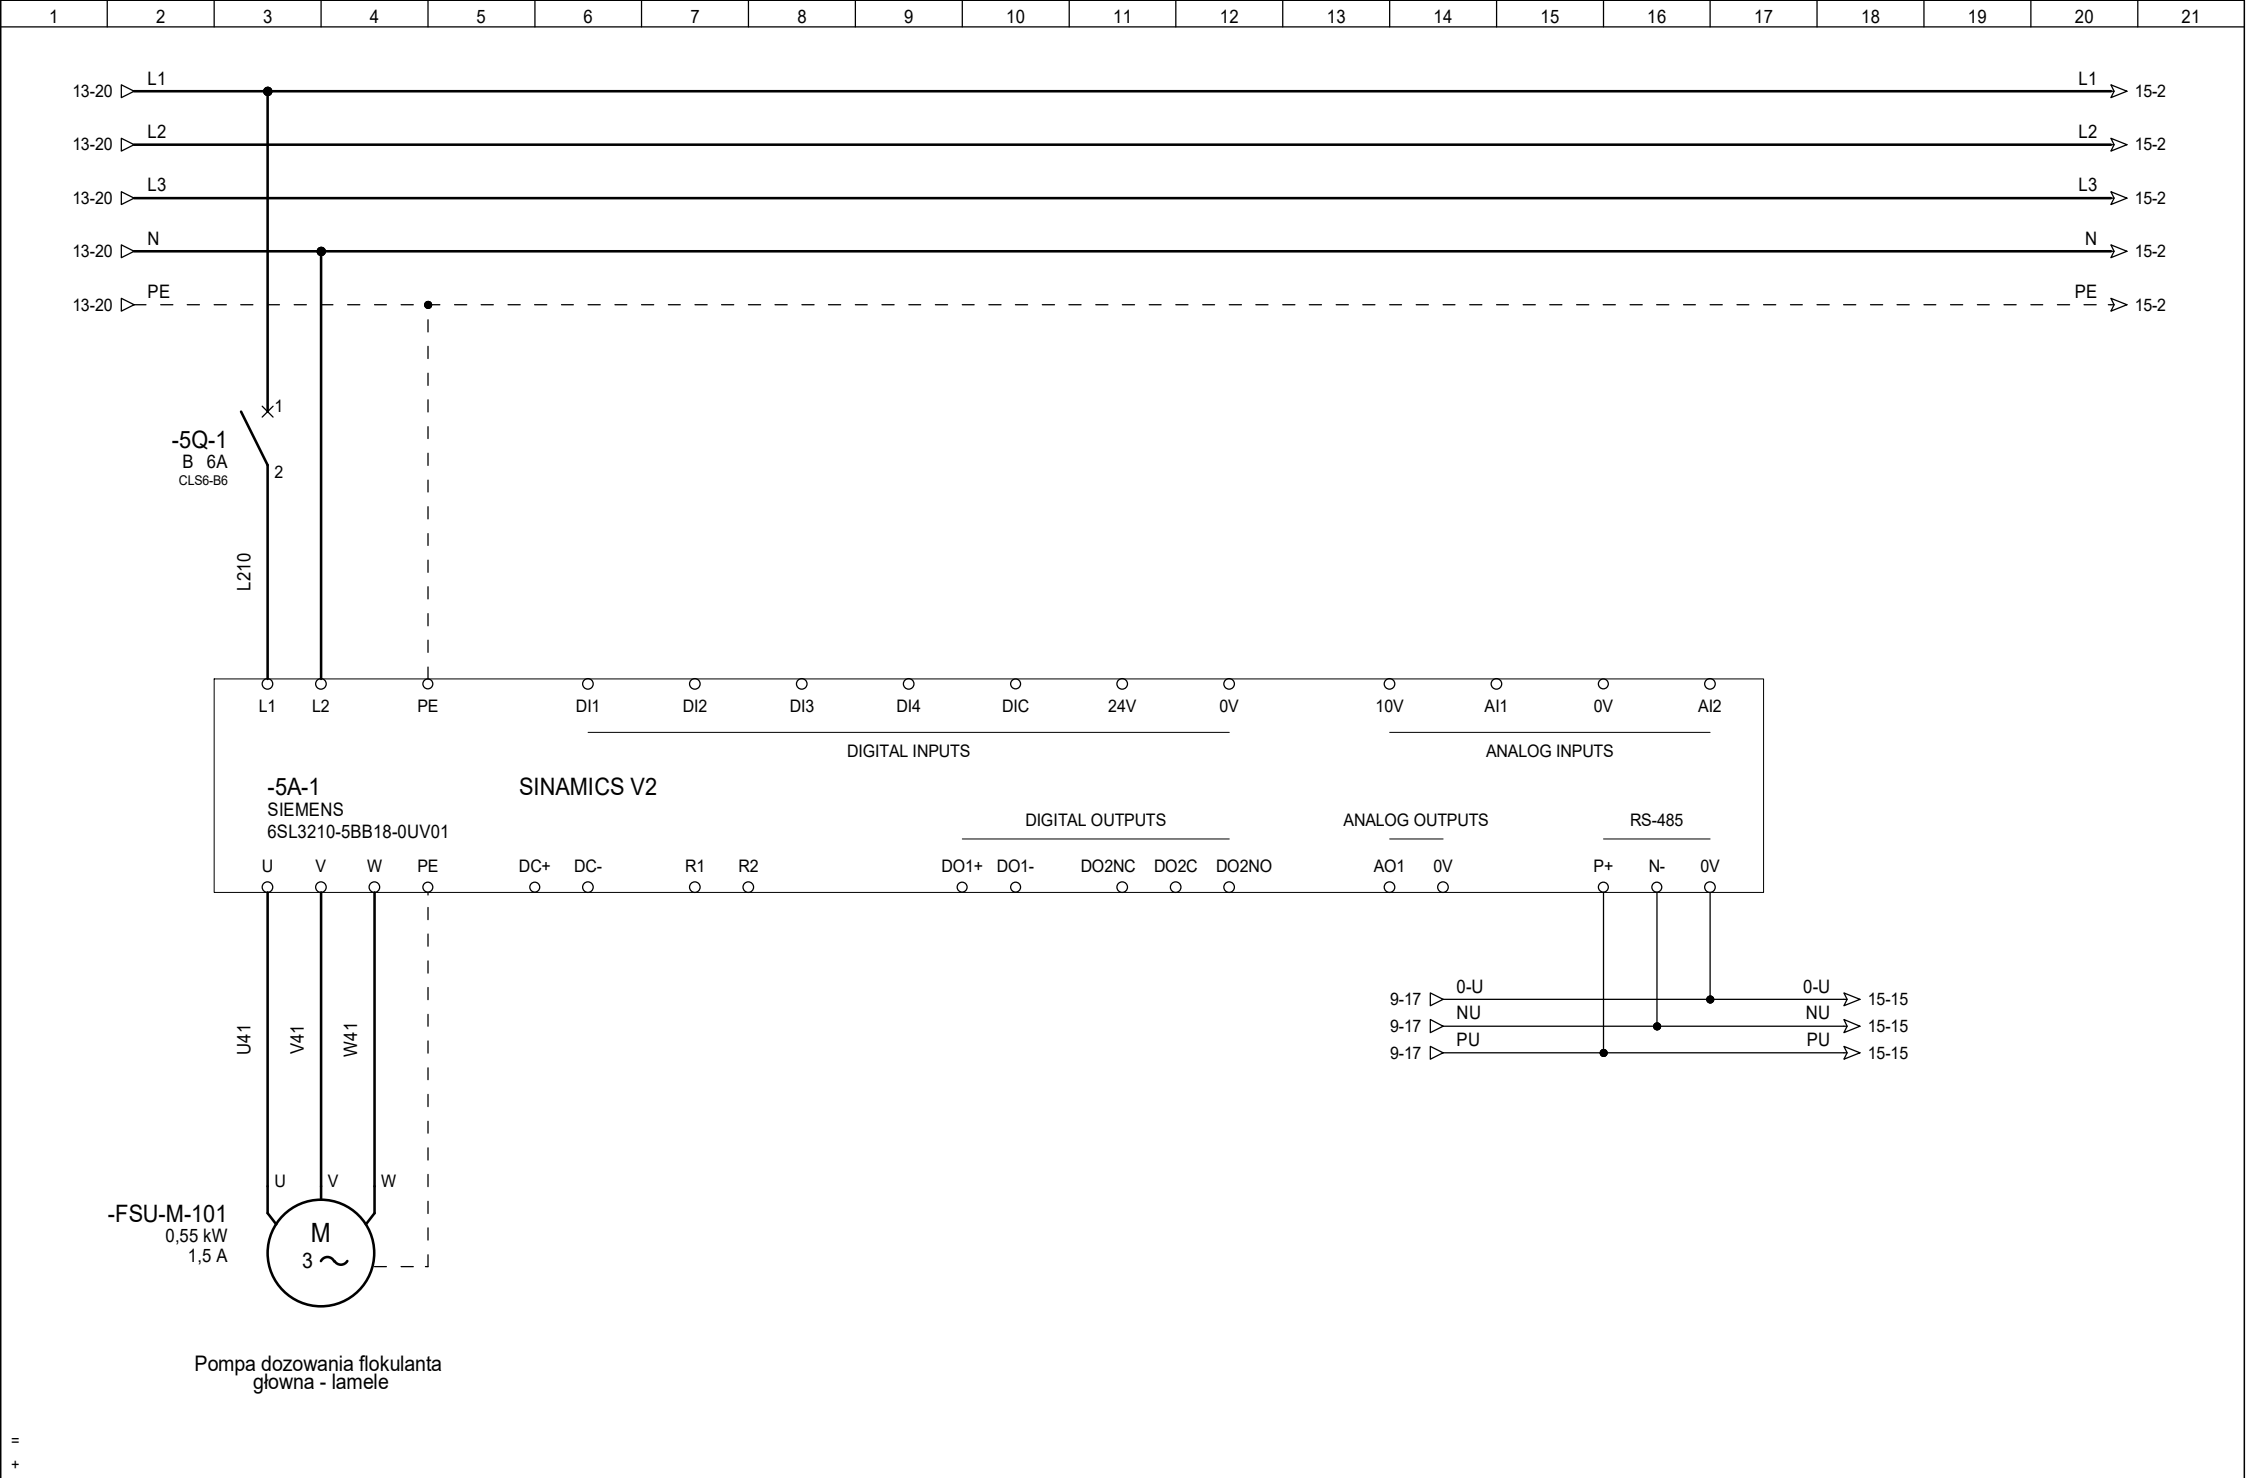 1 2 3 4 5 6 7 8 9 10 11 12 13 14 15 16 17 18 19 20 21
13-20 L1 L1 15-2
13-20 L2 L2 15-2
13-20 L3 L3 15-2
13-20 N N 15-2
13-20 PE PE 15-2
1
-5Q-1
B 6A
CLS6-B6
2
L210
L1 L2 PE DI1 DI2 DI3 DI4 DIC 24V 0V 10V AI1 0V AI2
DIGITAL INPUTS ANALOG INPUTS
-5A-1 SINAMICS V2
SIEMENS
6SL3210-5BB18-0UV01
DIGITAL OUTPUTS ANALOG OUTPUTS RS-485
U V W PE DC+ DC- R1 R2 DO1+ DO1- DO2NC DO2C DO2NO AO1 0V P+ N- 0V
9-17 0-U 0-U 15-15
9-17 NU NU 15-15
9-17 PU PU 15-15
U41 V41 W41
U V W
-FSU-M-101
0,55 kW
1,5 A
M
3
Pompa dozowania flokulanta
głowna - lamele
=
+